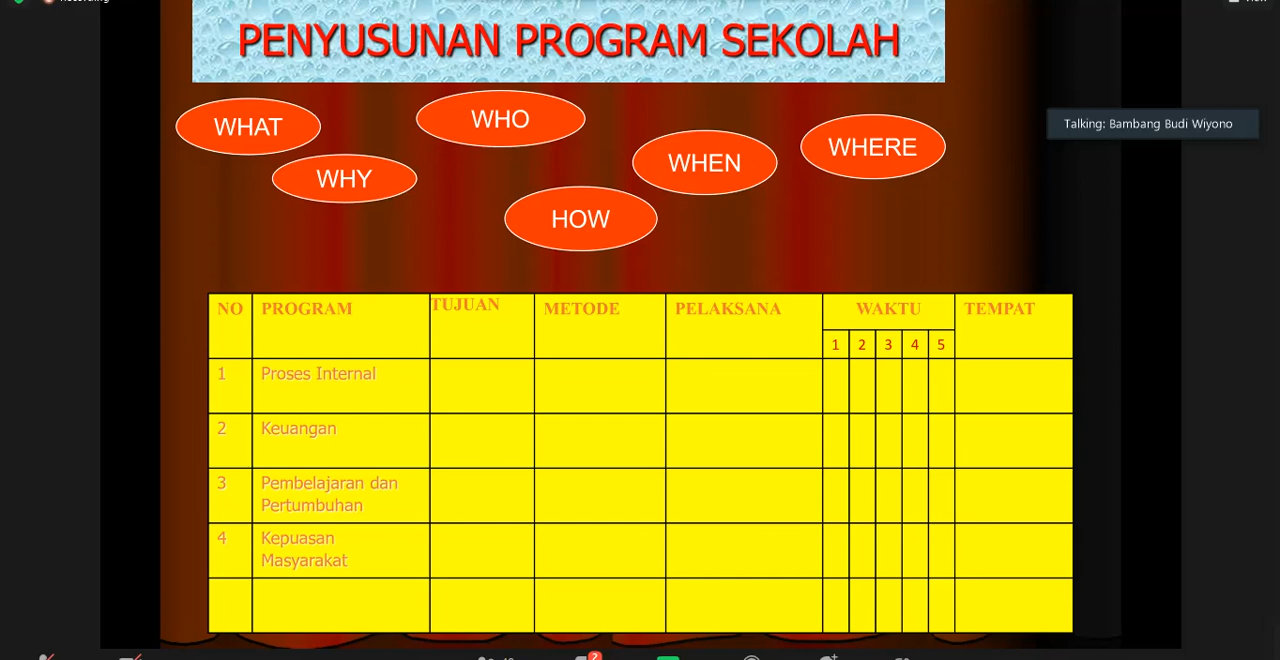 PENYUSUNAN PROGRAM SEKOLAH
WHAT
WHO
WHY
WHEN
WHERE
HOW
Talking: Bambang Budi Wiyono
NO PROGRAM TUJUAN METODE PELAKSANA WAKTU TEMPAT
1 2 3 4 5
1 Proses Internal
2 Keuangan
3 Pembelajaran dan
Pertumbuhan
4 Kepuasan
Masyarakat
2